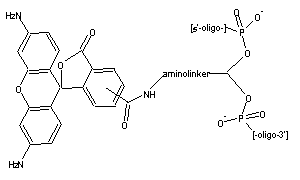 H₂N
O
[5'-oligo-]
P
O
O⁻
O
O
O
O
NH
aminolinker
O
O
O⁻
P
O
[-oligo-3']
H₂N